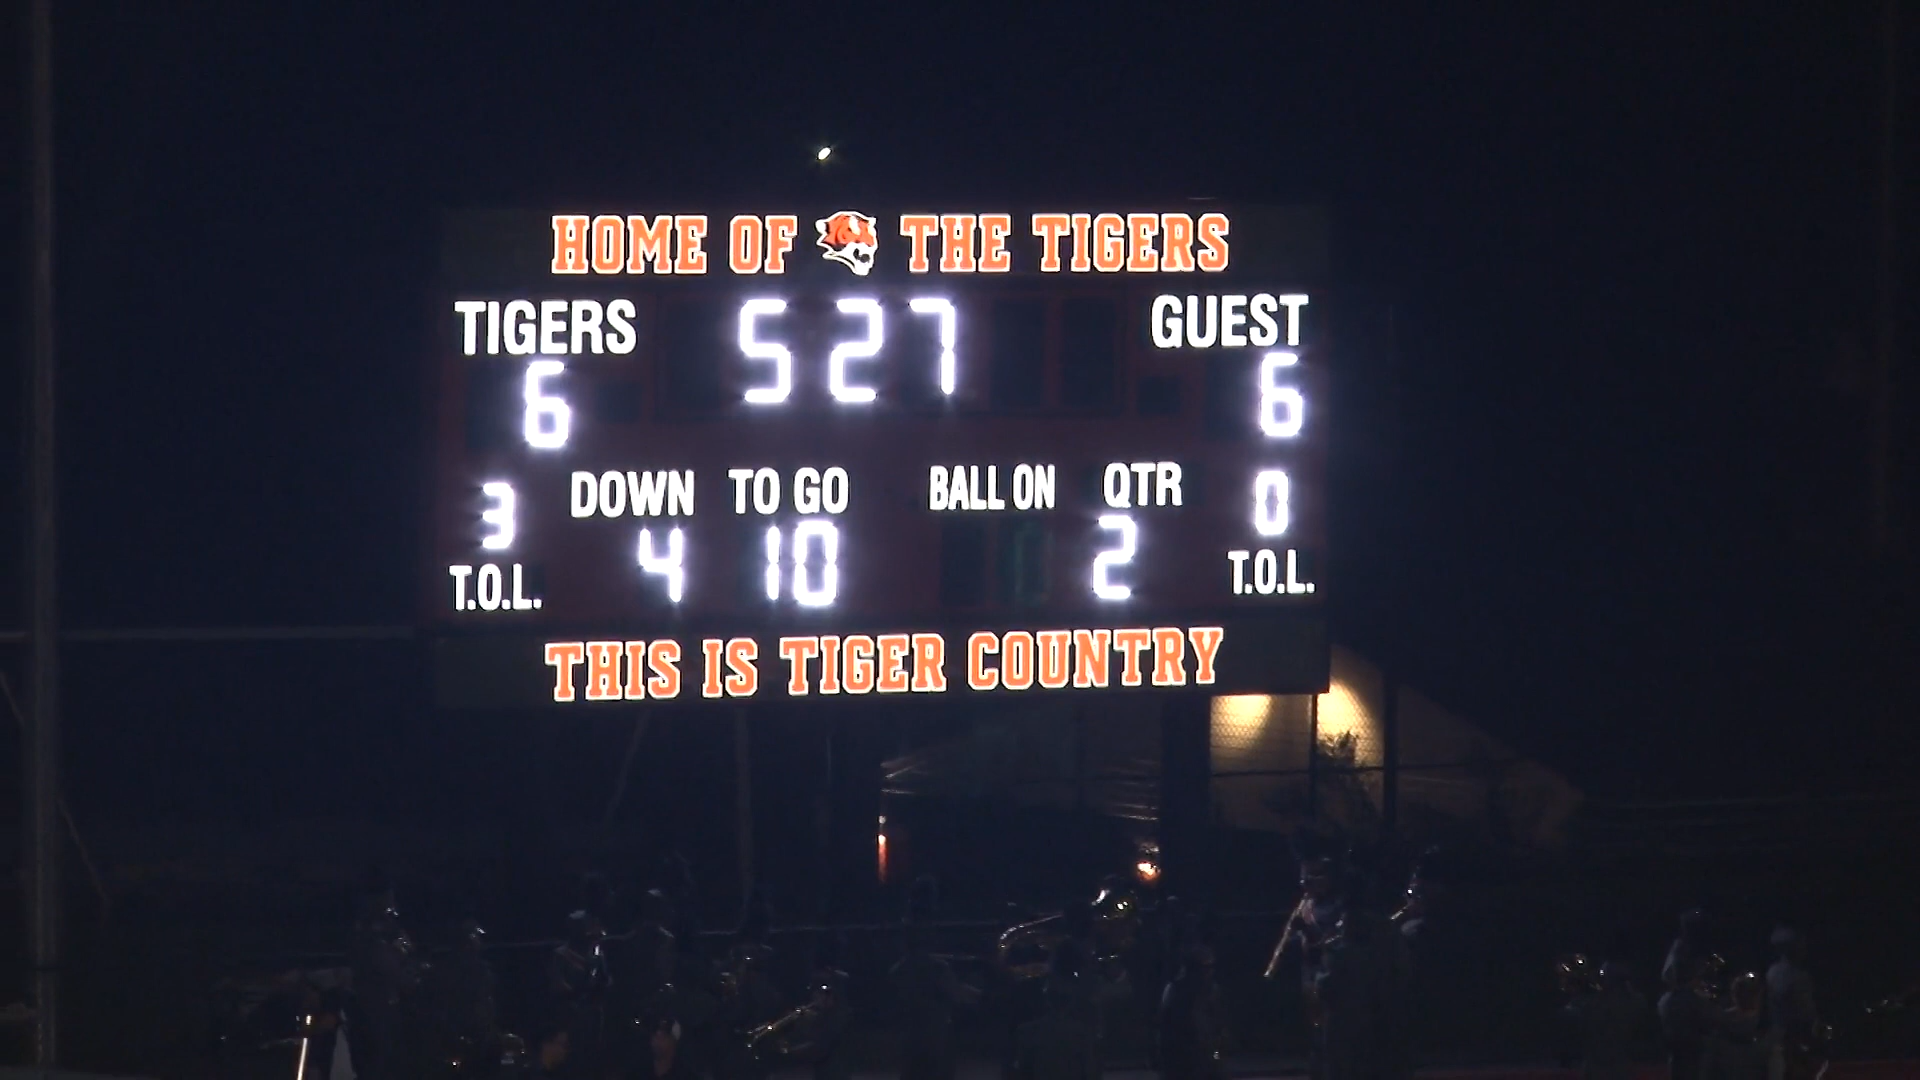 HOME OF THE TIGERS
TIGERS 5 27 GUEST
6 6
DOWN TO GO BALL ON QTR
3 4 10 2 0
T.O.L. T.O.L.
THIS IS TIGER COUNTRY